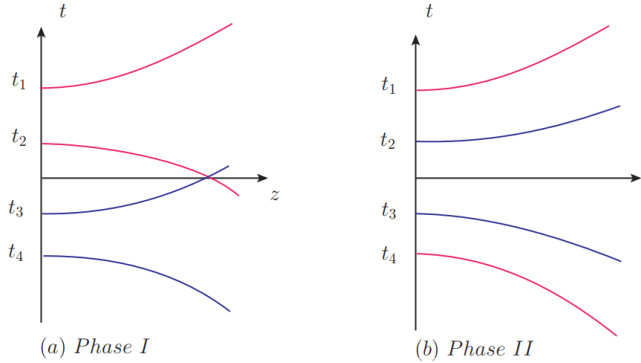 t
t₁
t₂
t₃
t₄
z
(a) Phase I
t
t₁
t₂
t₃
t₄
(b) Phase II